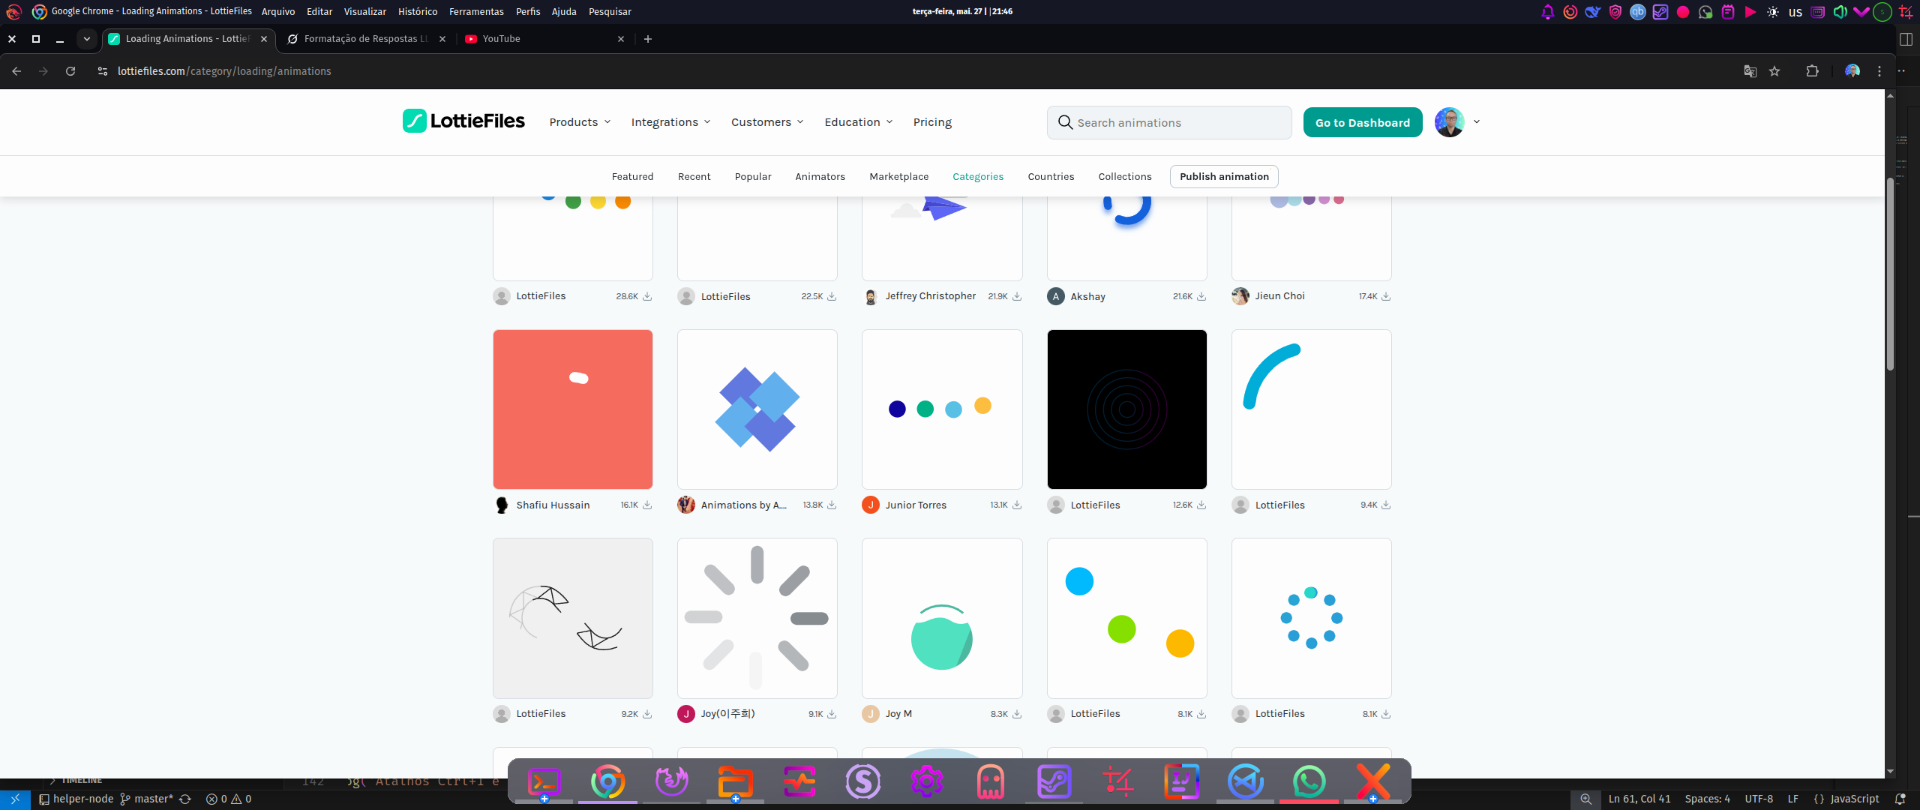 Google Chrome - Loading Animations - LottieFiles Arquivo Editar Visualizar Histórico Ferramentas Perfis Ajuda Pesquisar
terça-feira, mai. 27 | |21:46
us
Loading Animations - LottieF
Formatação de Respostas LL
YouTube
lottiefiles.com/category/loading/animations
LottieFiles Products Integrations Customers Education Pricing
Search animations
Go to Dashboard
Featured Recent Popular Animators Marketplace Categories Countries Collections Publish animation
LottieFiles 28.6K
LottieFiles 22.5K
Jeffrey Christopher 21.9K
A Akshay 21.6K
Jieun Choi 17.4K
Shafiu Hussain 16.1K
Animations by A... 13.8K
J Junior Torres 13.1K
LottieFiles 12.6K
LottieFiles 9.4K
LottieFiles 9.2K
J Joy(이주희) 9.1K
J Joy M 8.3K
LottieFiles 8.1K
LottieFiles 8.1K
TIMELINE
142 Atalhos Ctrl+1 e
helper-node master* 0 0
Ln 61, Col 41 Spaces: 4 UTF-8 LF {} JavaScript